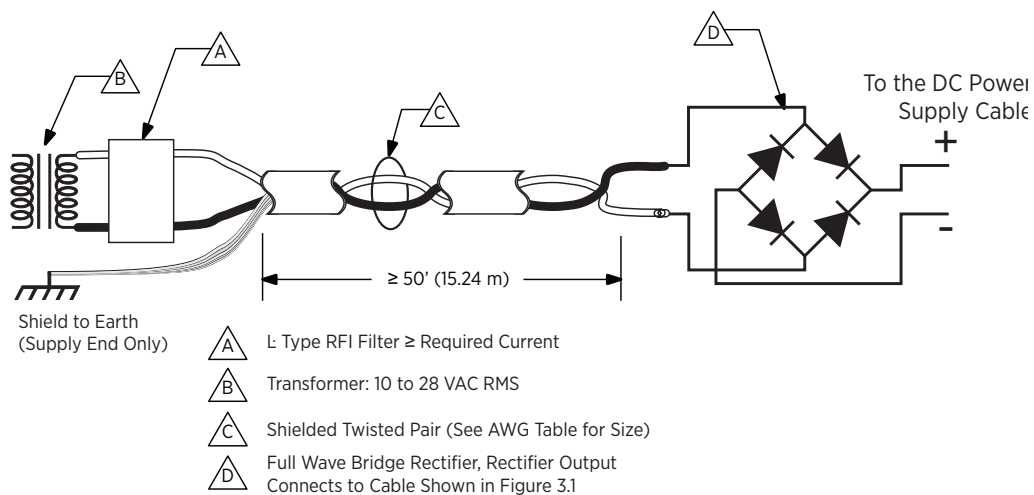 D
A
B
C
To the DC Power
Supply Cable
+
-
≥ 50' (15.24 m)
Shield to Earth
(Supply End Only)
A L- Type RFI Filter ≥ Required Current
B Transformer: 10 to 28 VAC RMS
C Shielded Twisted Pair (See AWG Table for Size)
D Full Wave Bridge Rectifier, Rectifier Output
Connects to Cable Shown in Figure 3.1